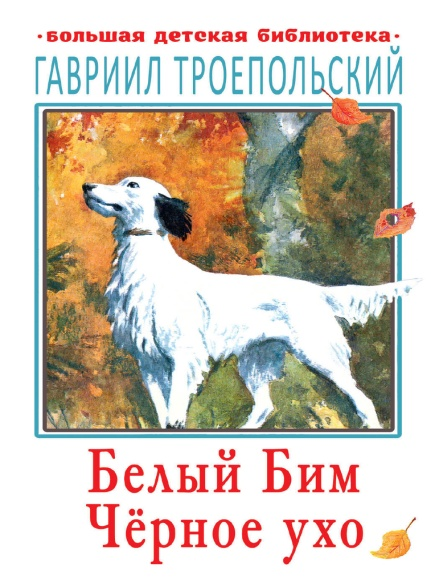 ·БОЛЬШАЯ ДЕТСКАЯ БИБЛИОТЕКА·
ГАВРИИЛ ТРОЕПОЛЬСКИЙ
Белый Бим
Чёрное ухо